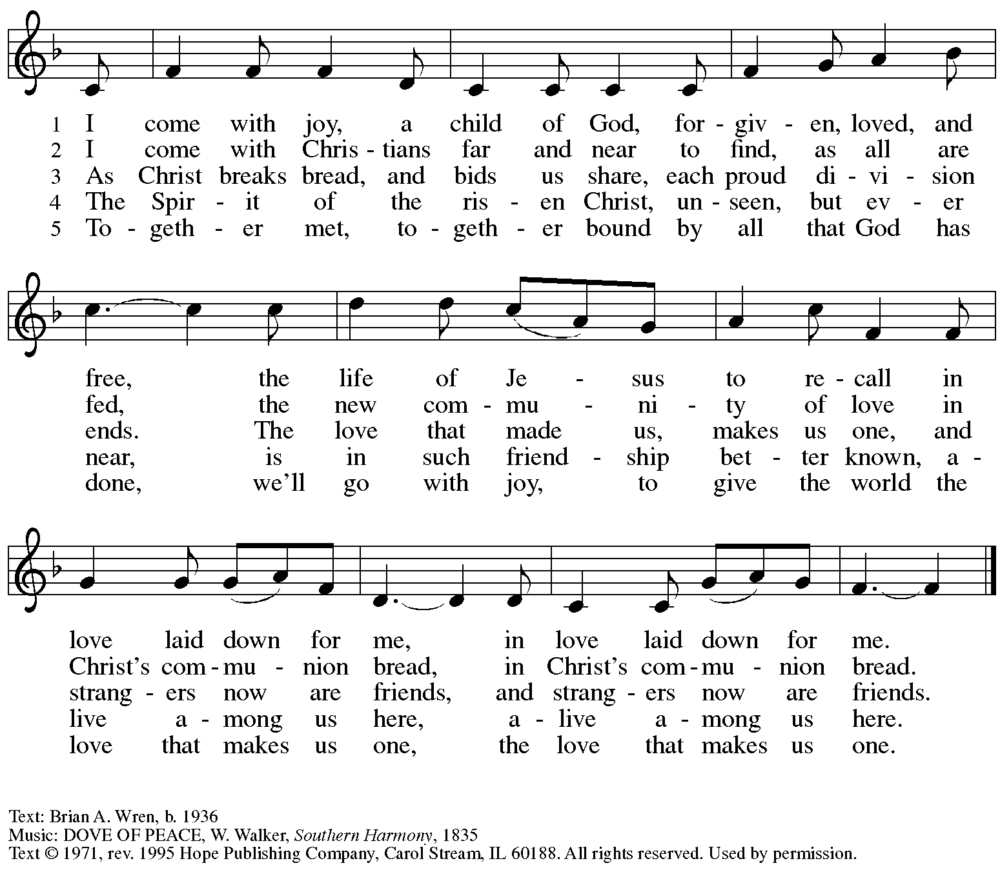 1 I come with joy, a child of God, for - giv - en, loved, and
2 I come with Chris - tians far and near to find, as all are
3 As Christ breaks bread, and bids us share, each proud di - vi - sion
4 The Spir - it of the ris - en Christ, un - seen, but ev - er
5 To - geth - er met, to - geth - er bound by all that God has
free, the life of Je - sus to re - call in
fed, the new com - mu - ni - ty of love in
ends. The love that made us, makes us one, and
near, is in such friend - ship bet - ter known, a -
done, we'll go with joy, to give the world the
love laid down for me, in love laid down for me.
Christ's com - mu - nion bread, in Christ's com - mu - nion bread.
strang - ers now are friends, and strang - ers now are friends.
live a - mong us here, a - live a - mong us here.
love that makes us one, the love that makes us one.
Text: Brian A. Wren, b. 1936
Music: DOVE OF PEACE, W. Walker, Southern Harmony, 1835
Text © 1971, rev. 1995 Hope Publishing Company, Carol Stream, IL 60188. All rights reserved. Used by permission.